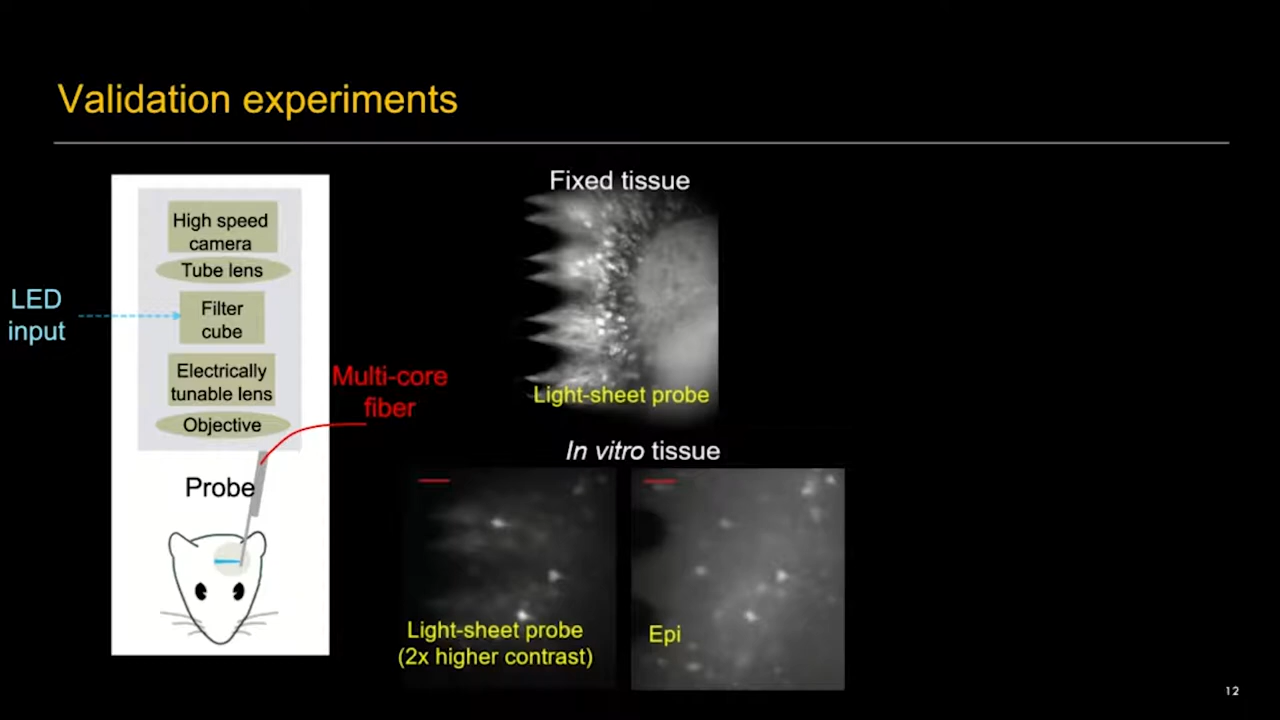 Validation experiments
High speed
camera
Tube lens
LED
input
Filter
cube
Electrically
tunable lens
Objective
Multi-core
fiber
Probe
Fixed tissue
Light-sheet probe
In vitro tissue
Light-sheet probe
(2x higher contrast)
Epi
12